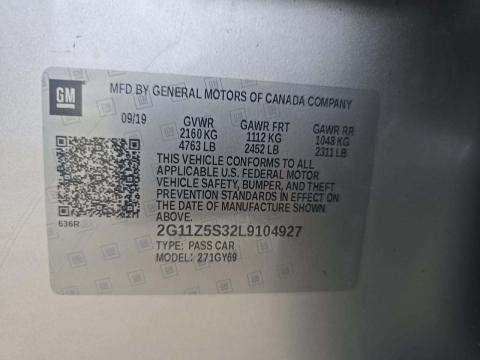 GM
MFD BY GENERAL MOTORS OF CANADA COMPANY
09/19 GVWR GAWR FRT GAWR RR
2160 KG 1112 KG 1048 KG
4763 LB 2452 LB 2311 LB
THIS VEHICLE CONFORMS TO ALL
APPLICABLE U.S. FEDERAL MOTOR
VEHICLE SAFETY, BUMPER, AND THEFT
PREVENTION STANDARDS IN EFFECT ON
THE DATE OF MANUFACTURE SHOWN
ABOVE.
636R
2G11Z5S32L9104927
TYPE: PASS CAR
MODEL: 271GY69